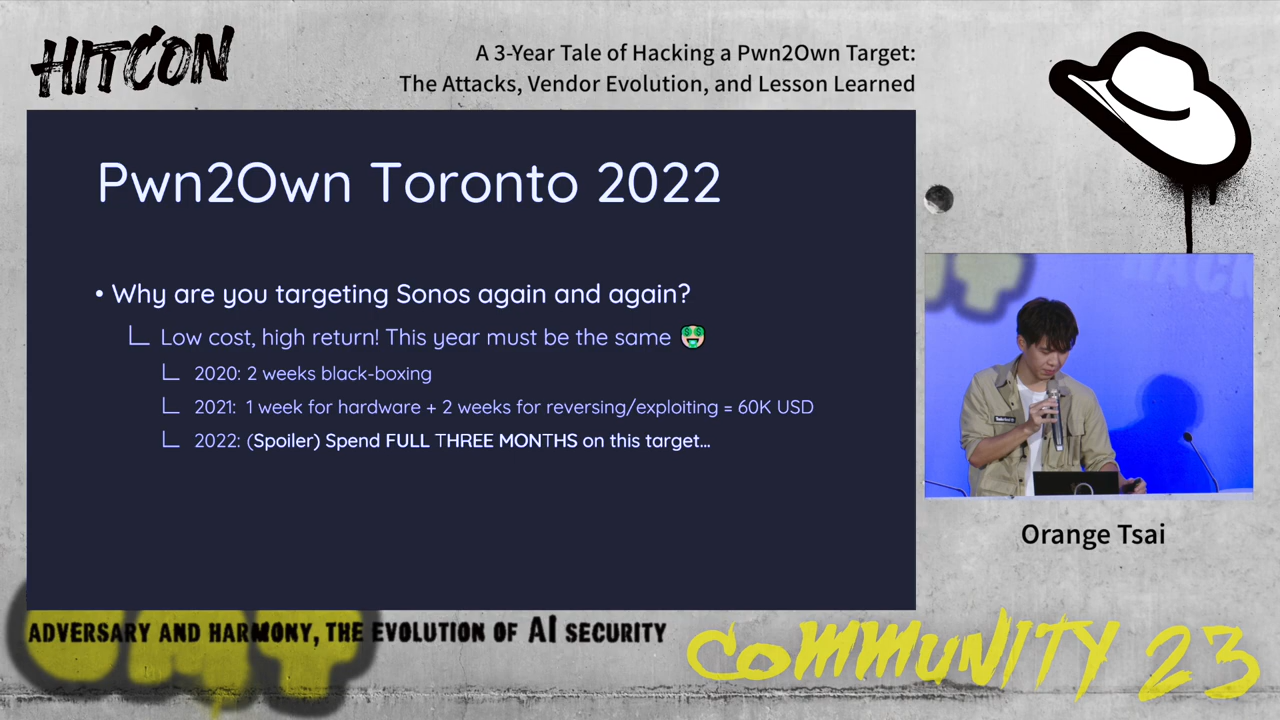 HITCON
A 3-Year Tale of Hacking a Pwn2Own Target:
The Attacks, Vendor Evolution, and Lesson Learned
Pwn2Own Toronto 2022
• Why are you targeting Sonos again and again?
Low cost, high return! This year must be the same 🤑
2020: 2 weeks black-boxing
2021: 1 week for hardware + 2 weeks for reversing/exploiting = 60K USD
2022: (Spoiler) Spend FULL THREE MONTHS on this target...
Orange Tsai
ADVERSARY AND HARMONY, THE EVOLUTION OF AI SECURITY
COMMUNITY 23